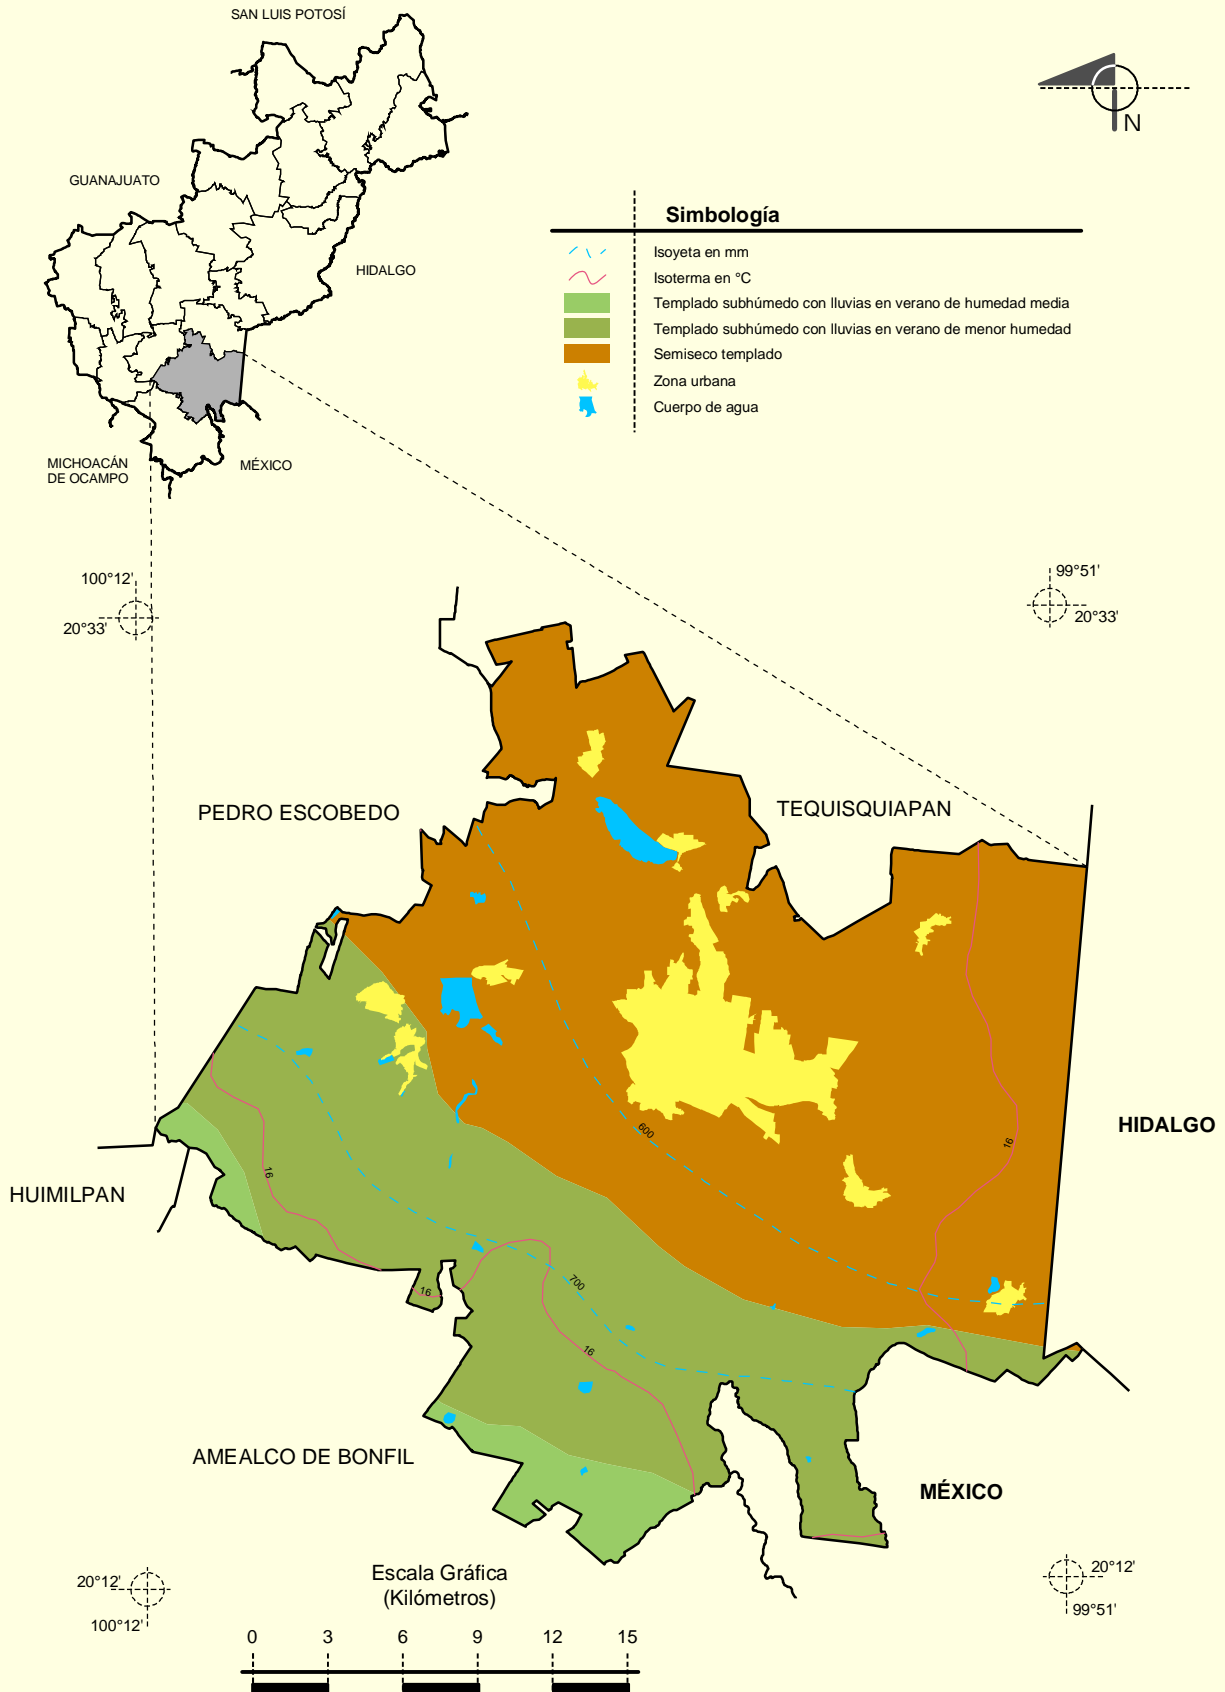 SAN LUIS POTOSÍ
N
GUANAJUATO
HIDALGO
MICHOACÁN
DE OCAMPO
MÉXICO
Simbología
Isoyeta en mm
Isoterma en °C
Templado subhúmedo con lluvias en verano de humedad media
Templado subhúmedo con lluvias en verano de menor humedad
Semiseco templado
Zona urbana
Cuerpo de agua
100°12'
20°33'
99°51'
20°33'
PEDRO ESCOBEDO
TEQUISQUIAPAN
HIDALGO
HUIMILPAN
600
16
16
700
16
16
AMEALCO DE BONFIL
MÉXICO
20°12'
100°12'
20°12'
99°51'
Escala Gráfica
(Kilómetros)
0 3 6 9 12 15